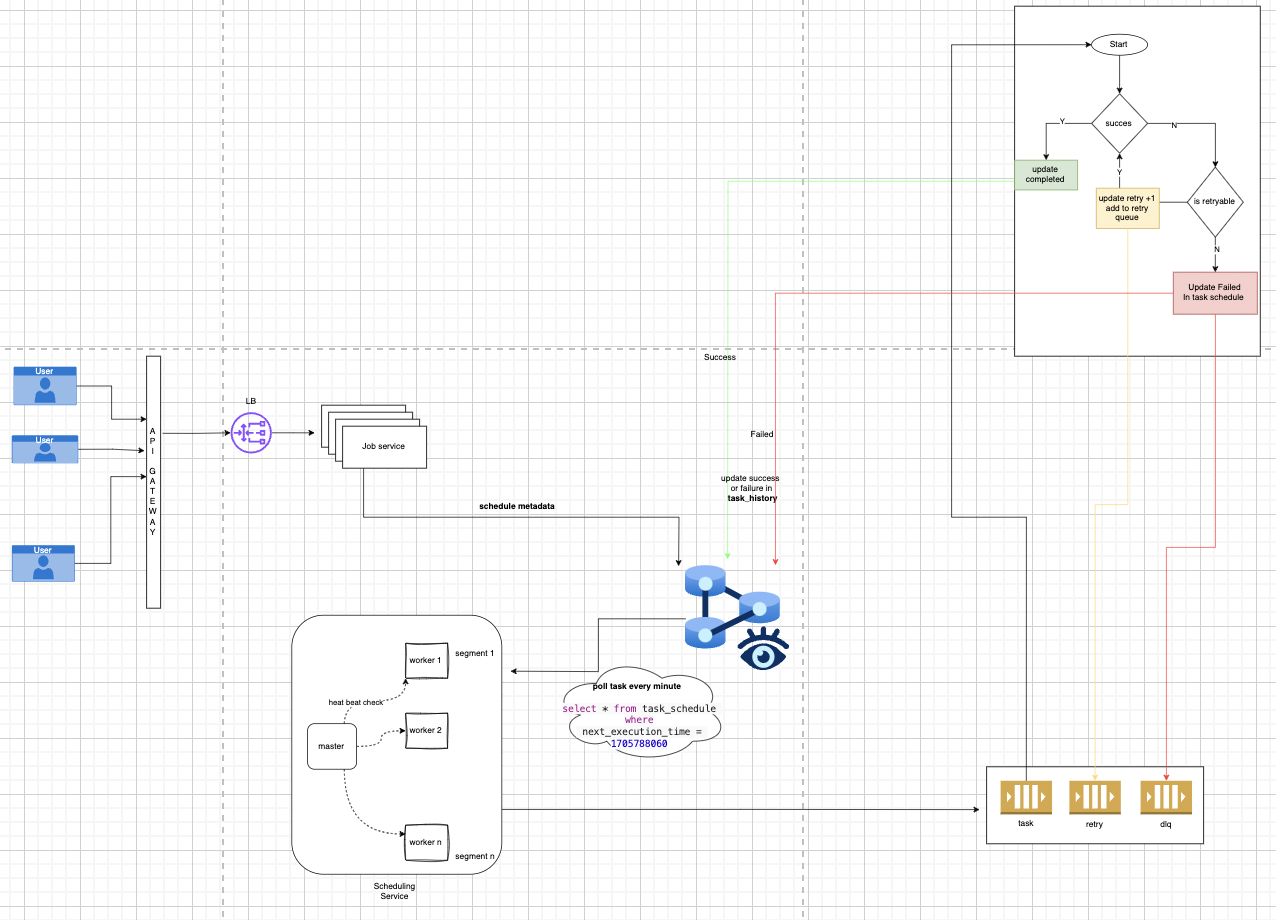 Start
succes
Y
N
update
completed
Y
update retry +1
add to retry
queue
is retryable
N
Update Failed
In task schedule
Success
User
LB
Failed
User
A
P
I
G
A
T
E
W
A
Y
Job service
update success
or failure in
task_history
schedule metadata
User
worker 1
segment 1
poll task every minute
heat beat check
select * from task_schedule
where
next_execution_time =
1705788060
worker 2
master
task
retry
dlq
worker n
segment n
Scheduling
Service